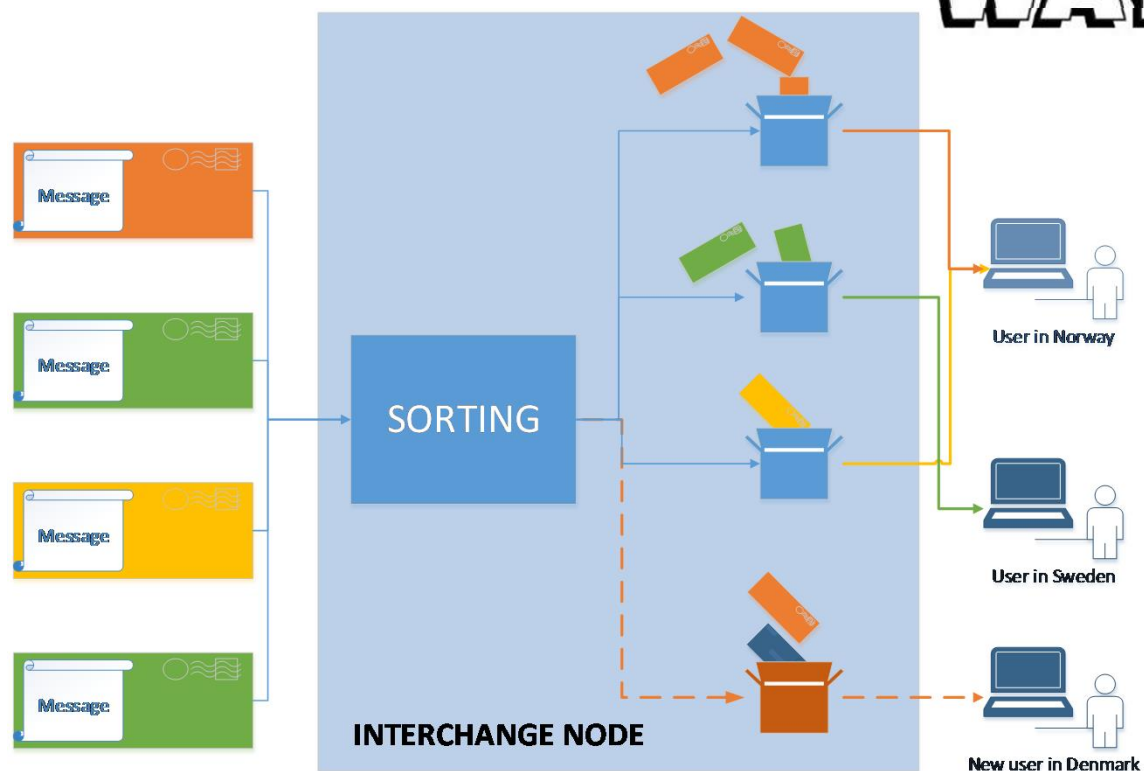 Message
Message
Message
Message
SORTING
INTERCHANGE NODE
User in Norway
User in Sweden
New user in Denmark